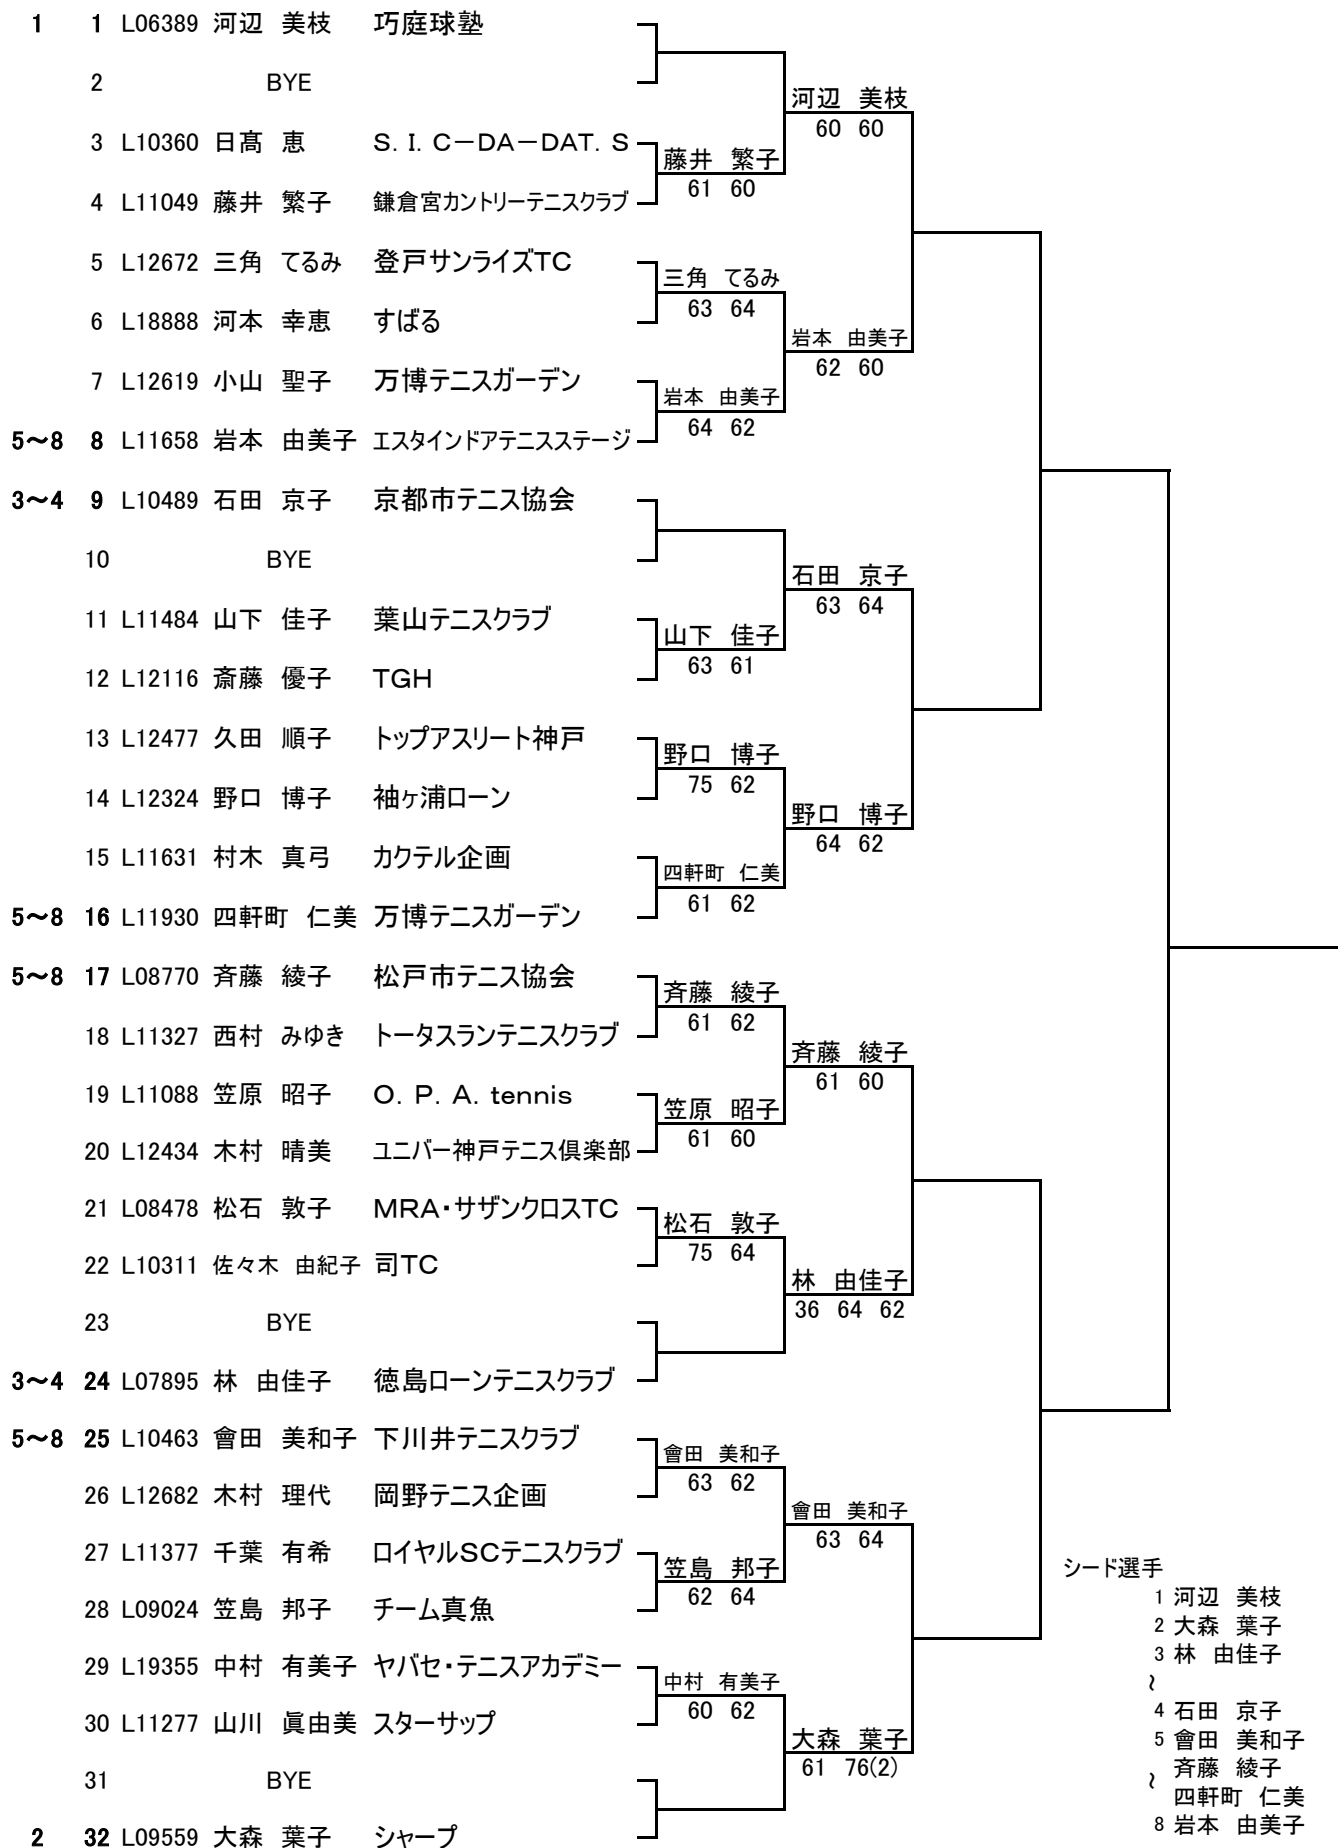 1 1 L06389 河辺 美枝 巧庭球塾
2 BYE
河辺 美枝
60 60
3 L10360 日髙 恵 S. I. C－DA－DAT. S
藤井 繁子
61 60
4 L11049 藤井 繁子 鎌倉宮カントリーテニスクラブ
5 L12672 三角 てるみ 登戸サンライズTC
三角 てるみ
63 64
6 L18888 河本 幸恵 すばる
岩本 由美子
62 60
7 L12619 小山 聖子 万博テニスガーデン
岩本 由美子
64 62
5～8 8 L11658 岩本 由美子 エスタインドアテニスステージ
3～4 9 L10489 石田 京子 京都市テニス協会
10 BYE
石田 京子
63 64
11 L11484 山下 佳子 葉山テニスクラブ
山下 佳子
63 61
12 L12116 斎藤 優子 TGH
13 L12477 久田 順子 トップアスリート神戸
野口 博子
75 62
14 L12324 野口 博子 袖ヶ浦ローン
野口 博子
64 62
15 L11631 村木 真弓 カクテル企画
四軒町 仁美
61 62
5～8 16 L11930 四軒町 仁美 万博テニスガーデン
5～8 17 L08770 斉藤 綾子 松戸市テニス協会
斉藤 綾子
61 62
18 L11327 西村 みゆき トータスランテニスクラブ
斉藤 綾子
61 60
19 L11088 笠原 昭子 O. P. A. tennis
笠原 昭子
61 60
20 L12434 木村 晴美 ユニバー神戸テニス倶楽部
21 L08478 松石 敦子 MRA・サザンクロスTC
松石 敦子
75 64
22 L10311 佐々木 由紀子 司TC
林 由佳子
36 64 62
23 BYE
3～4 24 L07895 林 由佳子 徳島ローンテニスクラブ
5～8 25 L10463 會田 美和子 下川井テニスクラブ
會田 美和子
63 62
26 L12682 木村 理代 岡野テニス企画
會田 美和子
63 64
27 L11377 千葉 有希 ロイヤルSCテニスクラブ
笠島 邦子
62 64
28 L09024 笠島 邦子 チーム真魚
29 L19355 中村 有美子 ヤバセ・テニスアカデミー
中村 有美子
60 62
30 L11277 山川 眞由美 スターサップ
大森 葉子
61 76(2)
31 BYE
2 32 L09559 大森 葉子 シャープ
シード選手
1 河辺 美枝
2 大森 葉子
3 林 由佳子
～
4 石田 京子
5 會田 美和子
斉藤 綾子
～
四軒町 仁美
8 岩本 由美子